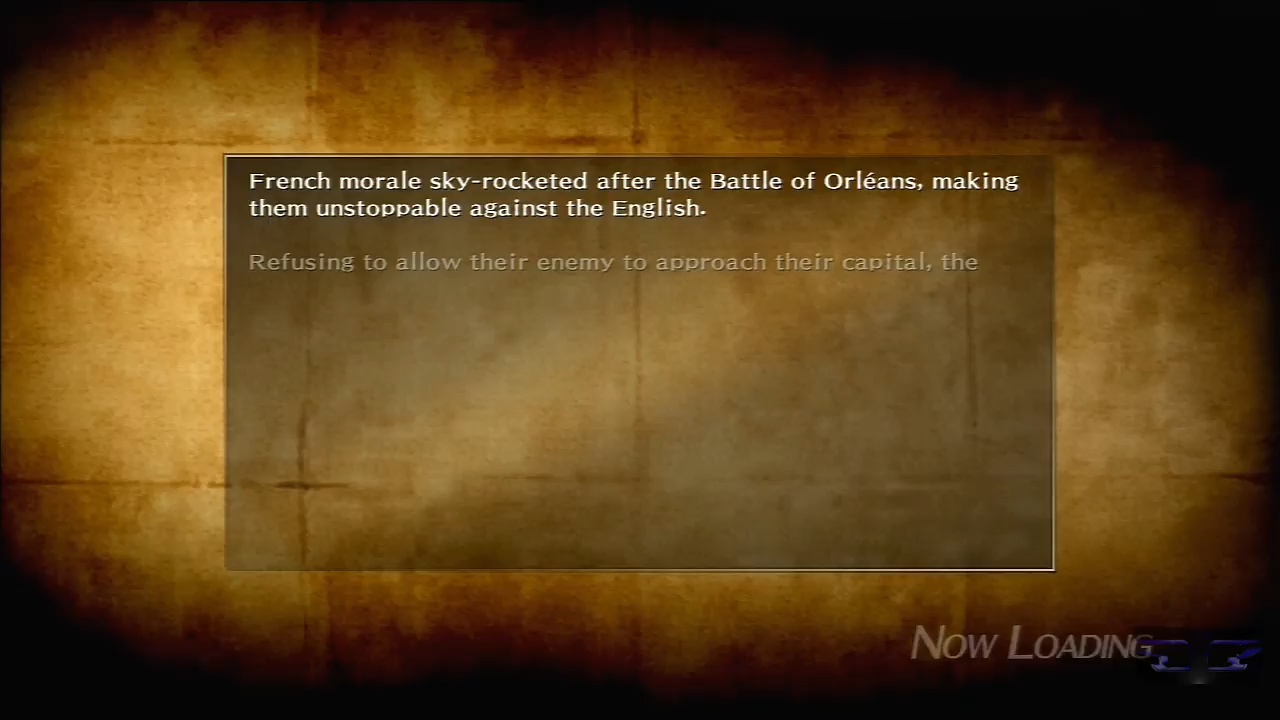 French morale sky-rocketed after the Battle of Orléans, making
them unstoppable against the English.
Refusing to allow their enemy to approach their capital, the
Now Loading